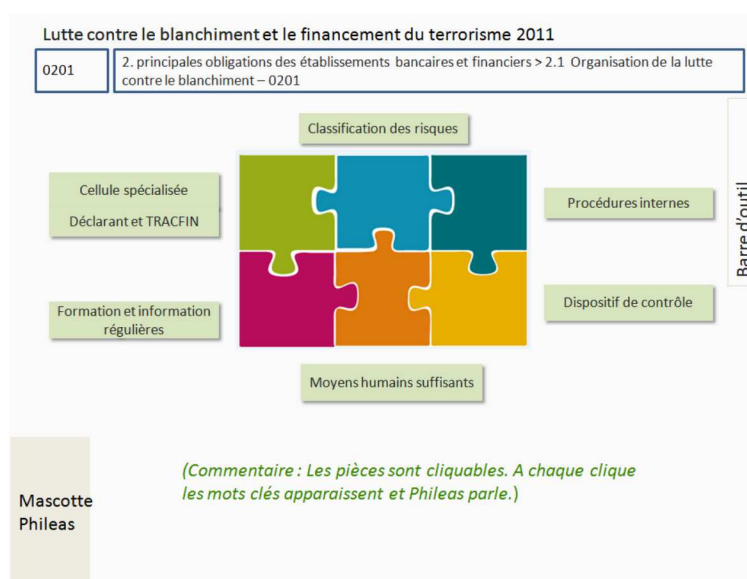 Lutte contre le blanchiment et le financement du terrorisme 2011
0201
2. principales obligations des établissements bancaires et financiers > 2.1 Organisation de la lutte
contre le blanchiment – 0201
Classification des risques
Cellule spécialisée
Déclarant et TRACFIN
Procédures internes
Barre d'outil
Formation et information
régulières
Dispositif de contrôle
Moyens humains suffisants
(Commentaire : Les pièces sont cliquables. A chaque clique
les mots clés apparaissent et Phileas parle.)
Mascotte
Phileas